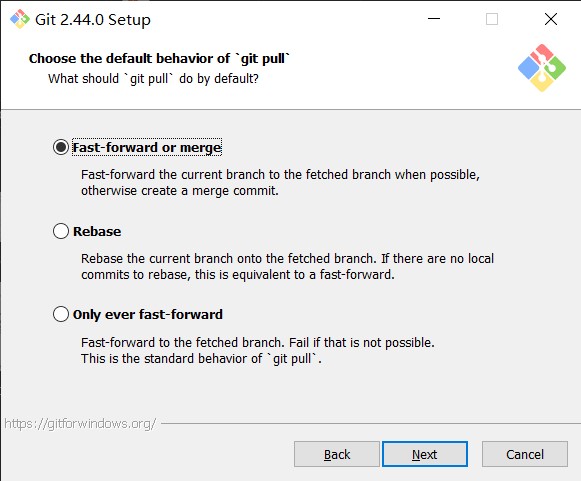 Git 2.44.0 Setup
Choose the default behavior of `git pull`
What should `git pull` do by default?
Fast-forward or merge
Fast-forward the current branch to the fetched branch when possible,
otherwise create a merge commit.
Rebase
Rebase the current branch onto the fetched branch. If there are no local
commits to rebase, this is equivalent to a fast-forward.
Only ever fast-forward
Fast-forward to the fetched branch. Fail if that is not possible.
This is the standard behavior of `git pull`.
https://gitforwindows.org/
Back
Next
Cancel